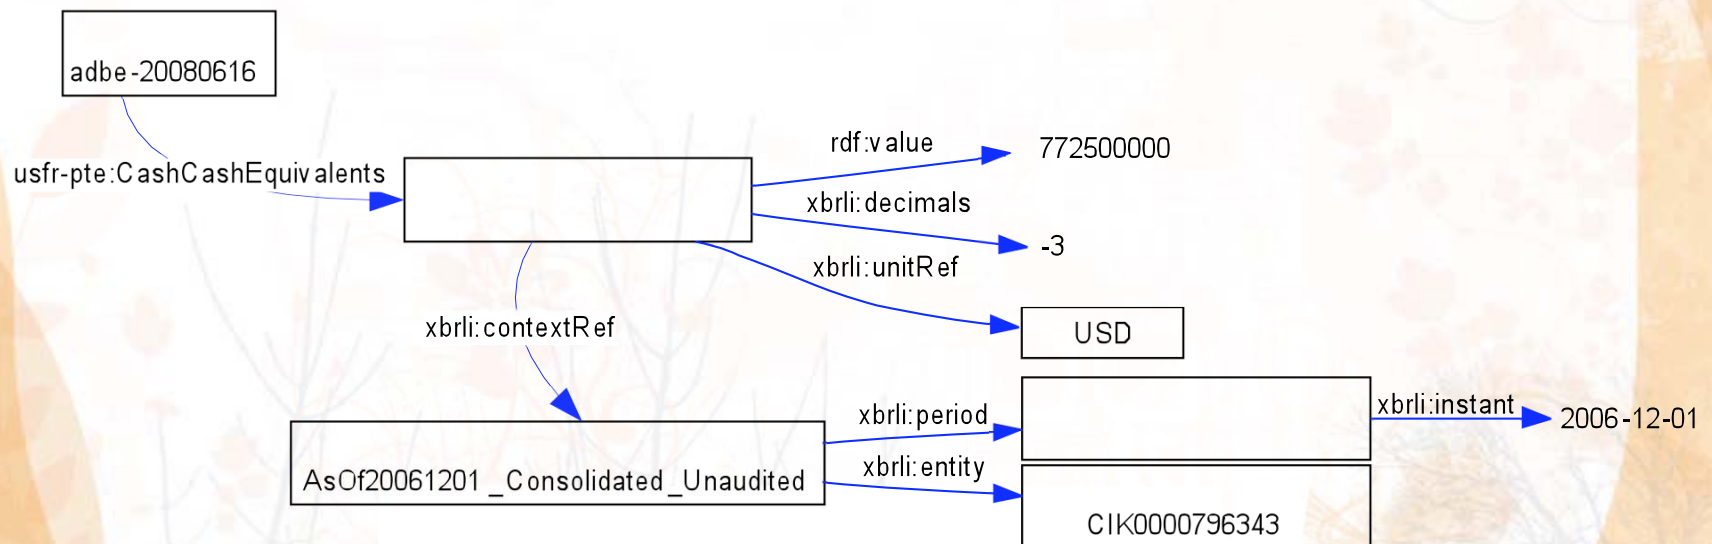 adbe-20080616
usfr-pte:CashCashEquivalents
rdf:value
772500000
xbrli:decimals
-3
xbrli:unitRef
USD
xbrli:contextRef
AsOf20061201_Consolidated_Unaudited
xbrli:period
xbrli:instant
2006-12-01
xbrli:entity
CIK0000796343